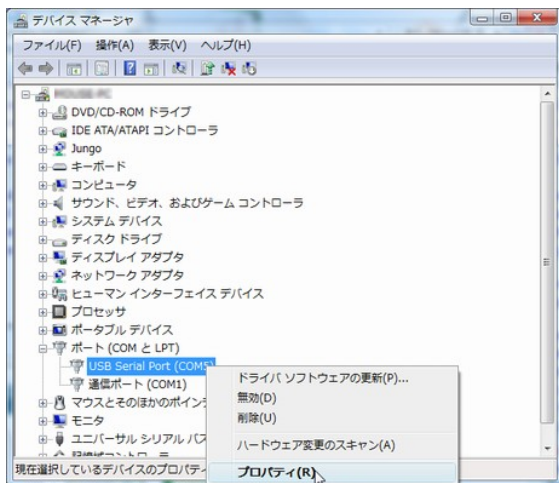 デバイス マネージャ
ファイル(F) 操作(A) 表示(V) ヘルプ(H)
DVD/CD-ROM ドライブ
IDE ATA/ATAPI コントローラ
Jungo
キーボード
コンピュータ
サウンド、ビデオ、およびゲーム コントローラ
システム デバイス
ディスク ドライブ
ディスプレイ アダプタ
ネットワーク アダプタ
ヒューマン インターフェイス デバイス
プロセッサ
ポータブル デバイス
ポート (COM と LPT)
USB Serial Port (COM5)
通信ポート (COM1)
マウスとそのほかのポイン
モニタ
ユニバーサル シリアル バス
ドライバ ソフトウェアの更新(P)...
無効(D)
削除(U)
ハードウェア変更のスキャン(A)
プロパティ(R)
現在選択しているデバイスのプロパティ